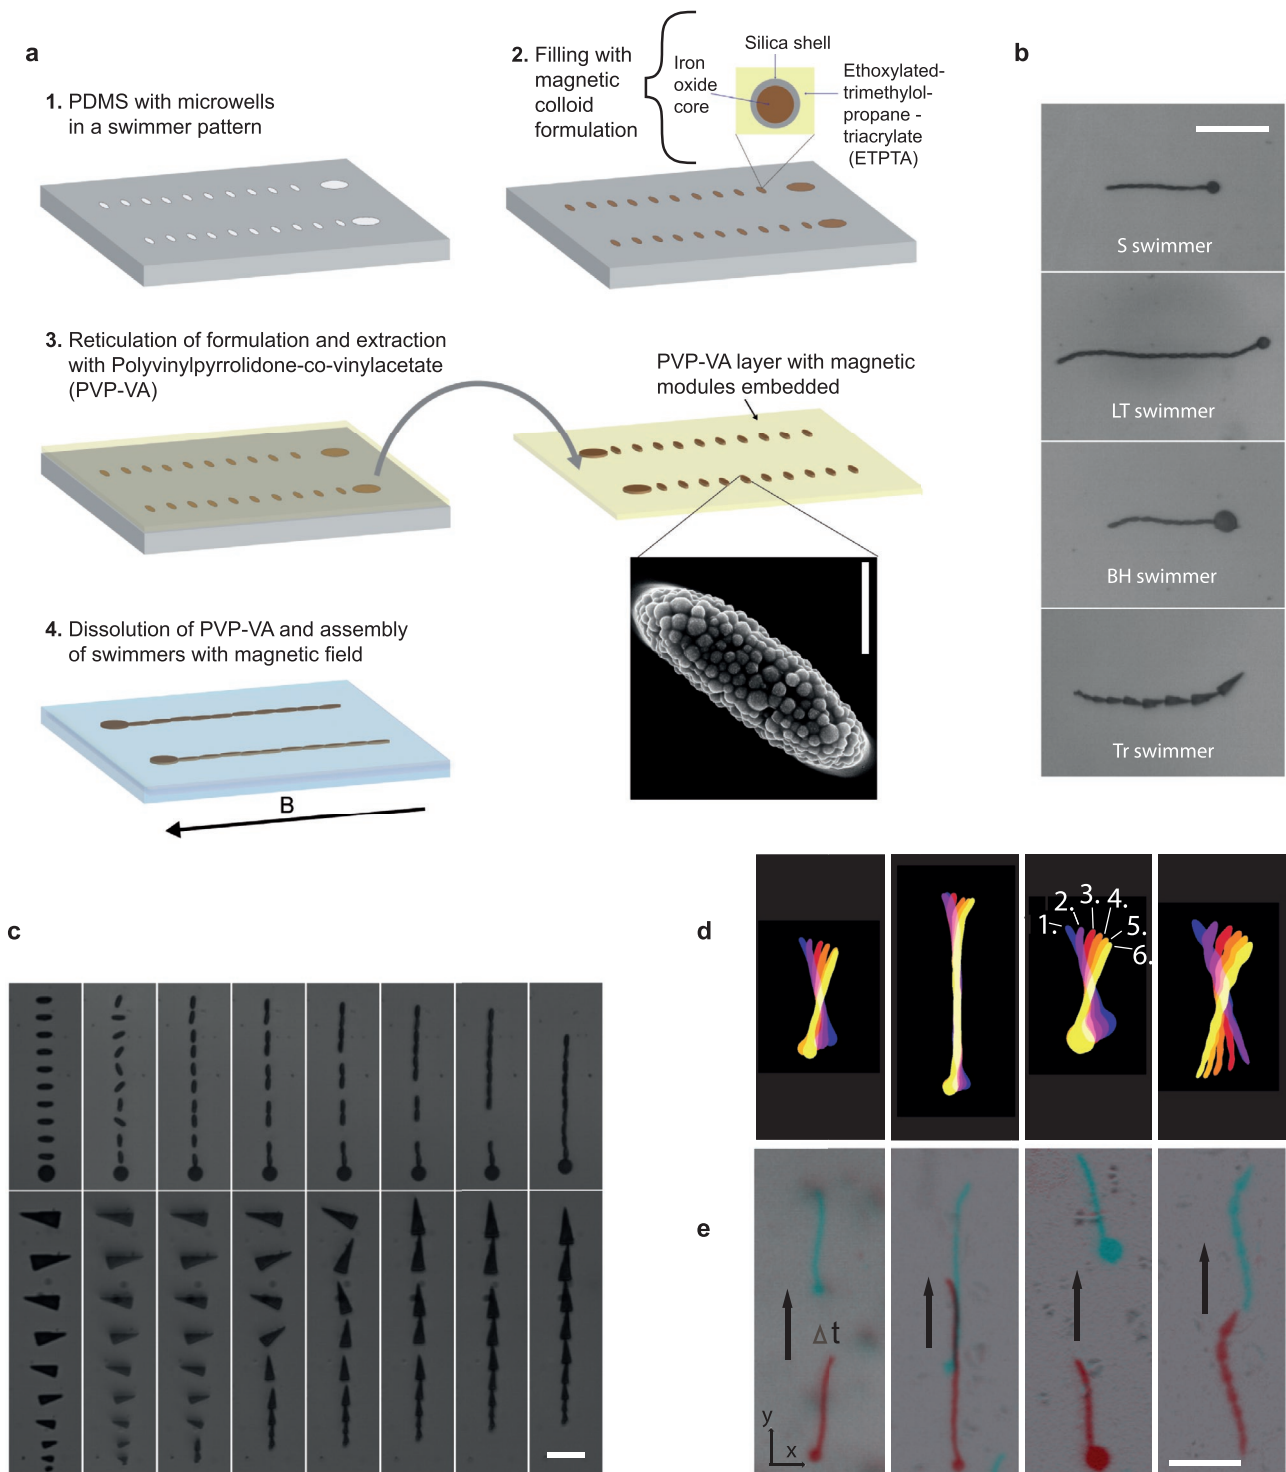 a
1. PDMS with microwells
in a swimmer pattern
2. Filling with
magnetic
colloid
formulation
Iron
oxide
core
Silica shell
Ethoxylated-
trimethylol-
propane -
triacrylate
(ETPTA)
3. Reticulation of formulation and extraction
with Polyvinylpyrrolidone-co-vinylacetate
(PVP-VA)
PVP-VA layer with magnetic
modules embedded
4. Dissolution of PVP-VA and assembly
of swimmers with magnetic field
B
b
S swimmer
LT swimmer
BH swimmer
Tr swimmer
c
d
1.
2.
3.
4.
5.
6.
e
Δt
y
x